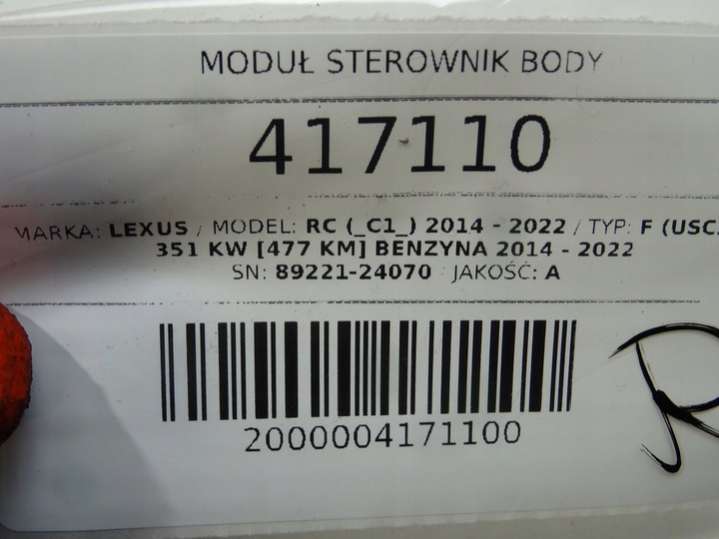 MODUŁ STEROWNIK BODY
417110
MARKA: LEXUS / MODEL: RC (_C1_) 2014 - 2022 / TYP: F (USC
351 KW [477 KM] BENZYNA 2014 - 2022
SN: 89221-24070 JAKOŚĆ: A
2000004171100